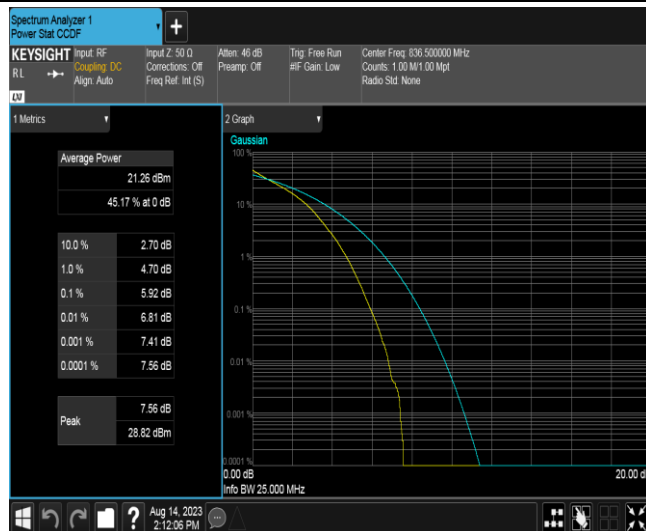 Spectrum Analyzer 1
Power Stat CCDF
+
KEYSIGHT
RL
Input: RF
Coupling: DC
Align: Auto
Input Z: 50 Ω
Corrections: Off
Freq Ref: Int (S)
Atten: 46 dB
Preamp: Off
Trig: Free Run
#IF Gain: Low
Center Freq: 836.500000 MHz
Counts: 1.00 M/1.00 Mpt
Radio Std: None
LXI
1 Metrics
Average Power
21.26 dBm
45.17 % at 0 dB
10.0 % 2.70 dB
1.0 % 4.70 dB
0.1 % 5.92 dB
0.01 % 6.81 dB
0.001 % 7.41 dB
0.0001 % 7.56 dB
Peak 7.56 dB
28.82 dBm
2 Graph
Gaussian
100 %
10 %
1 %
0.1 %
0.01 %
0.001 %
0.0001 %
0.00 dB
20.00 d
Info BW 25.000 MHz
?
Aug 14, 2023
2:12:06 PM